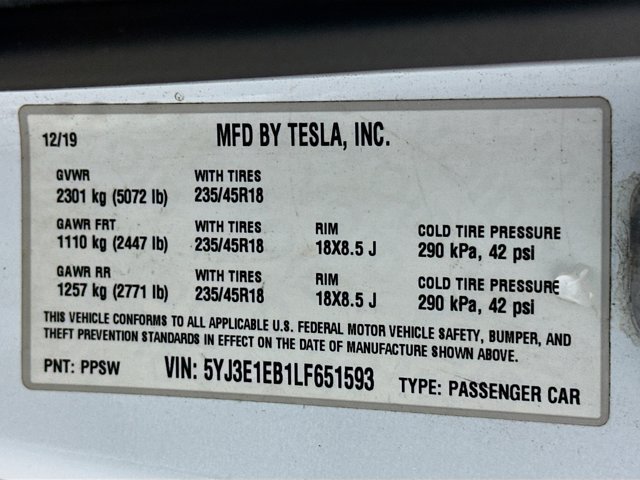 12/19 MFD BY TESLA, INC.
GVWR WITH TIRES
2301 kg (5072 lb) 235/45R18
GAWR FRT WITH TIRES RIM COLD TIRE PRESSURE
1110 kg (2447 lb) 235/45R18 18X8.5 J 290 kPa, 42 psi
GAWR RR WITH TIRES RIM COLD TIRE PRESSURE
1257 kg (2771 lb) 235/45R18 18X8.5 J 290 kPa, 42 psi
THIS VEHICLE CONFORMS TO ALL APPLICABLE U.S. FEDERAL MOTOR VEHICLE SAFETY, BUMPER, AND
THEFT PREVENTION STANDARDS IN EFFECT ON THE DATE OF MANUFACTURE SHOWN ABOVE.
PNT: PPSW VIN: 5YJ3E1EB1LF651593 TYPE: PASSENGER CAR